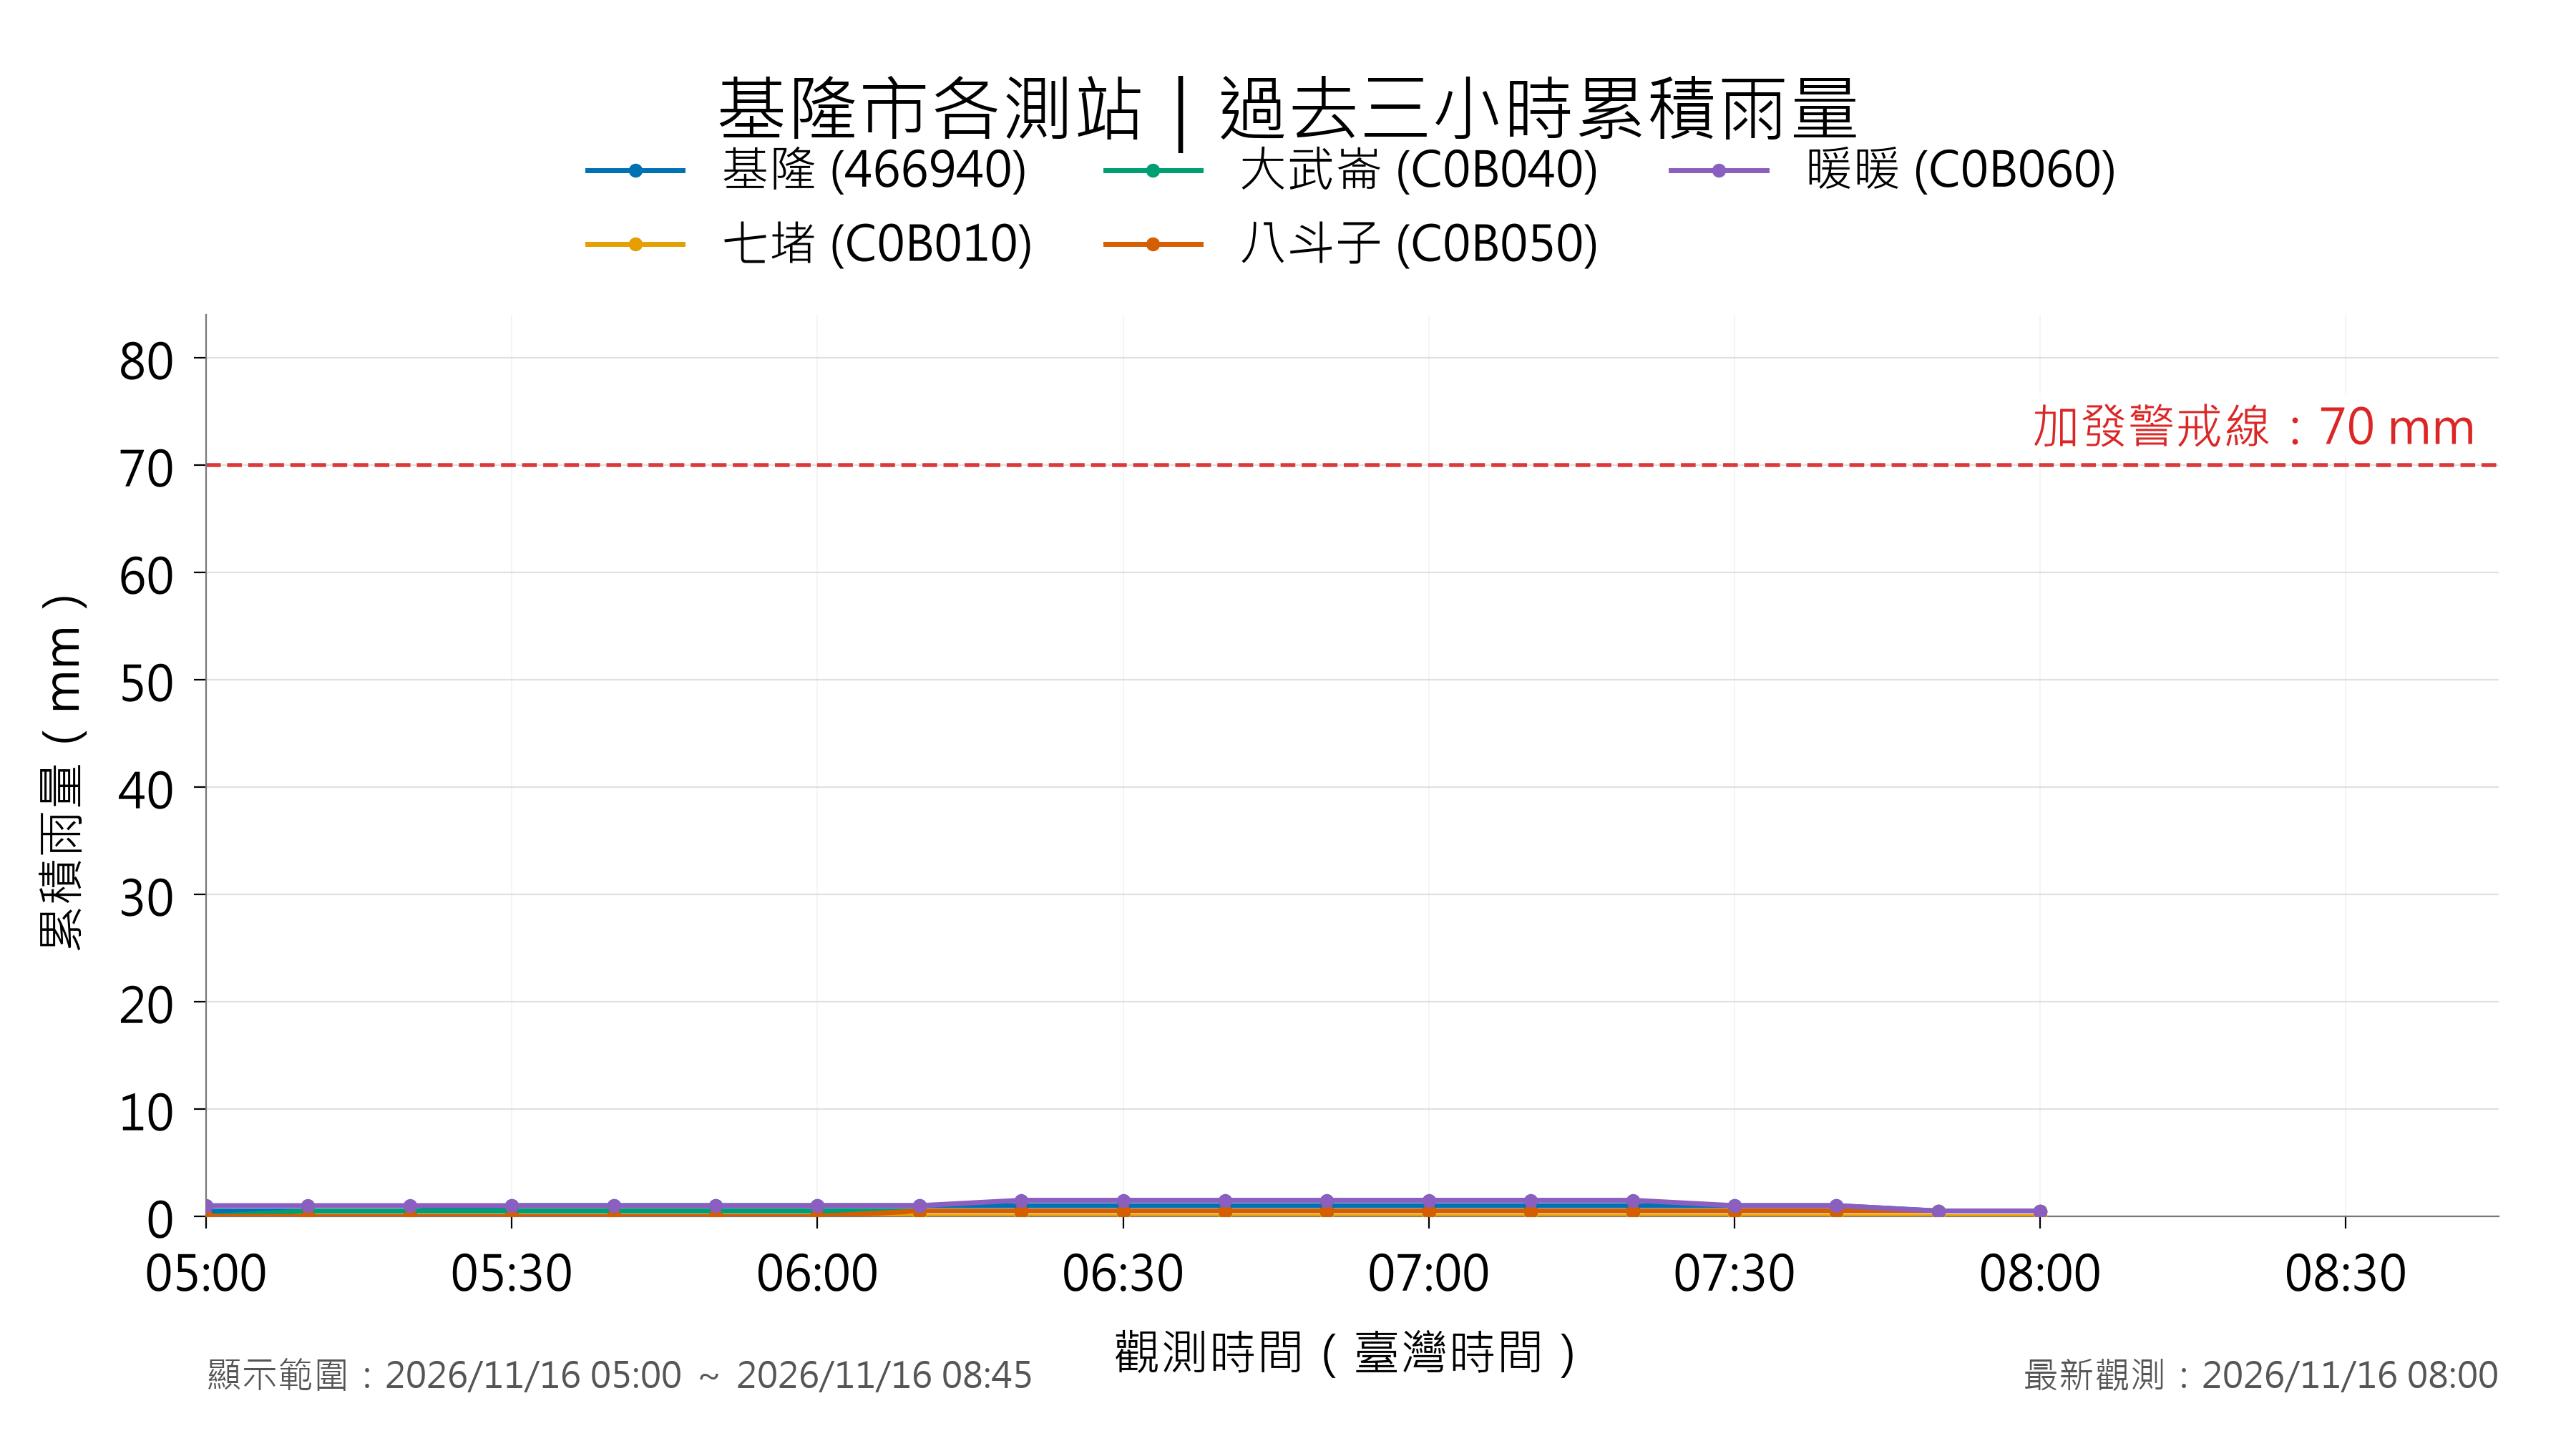 基隆市各測站 | 過去三小時累積雨量
基隆 (466940)
大武崙 (C0B040)
暖暖 (C0B060)
七堵 (C0B010)
八斗子 (C0B050)
80
加發警戒線：70 mm
70
60
50
40
30
20
10
0
累積雨量（mm）
05:00 05:30 06:00 06:30 07:00 07:30 08:00 08:30
觀測時間（臺灣時間）
顯示範圍：2026/11/16 05:00 ~ 2026/11/16 08:45
最新觀測：2026/11/16 08:00